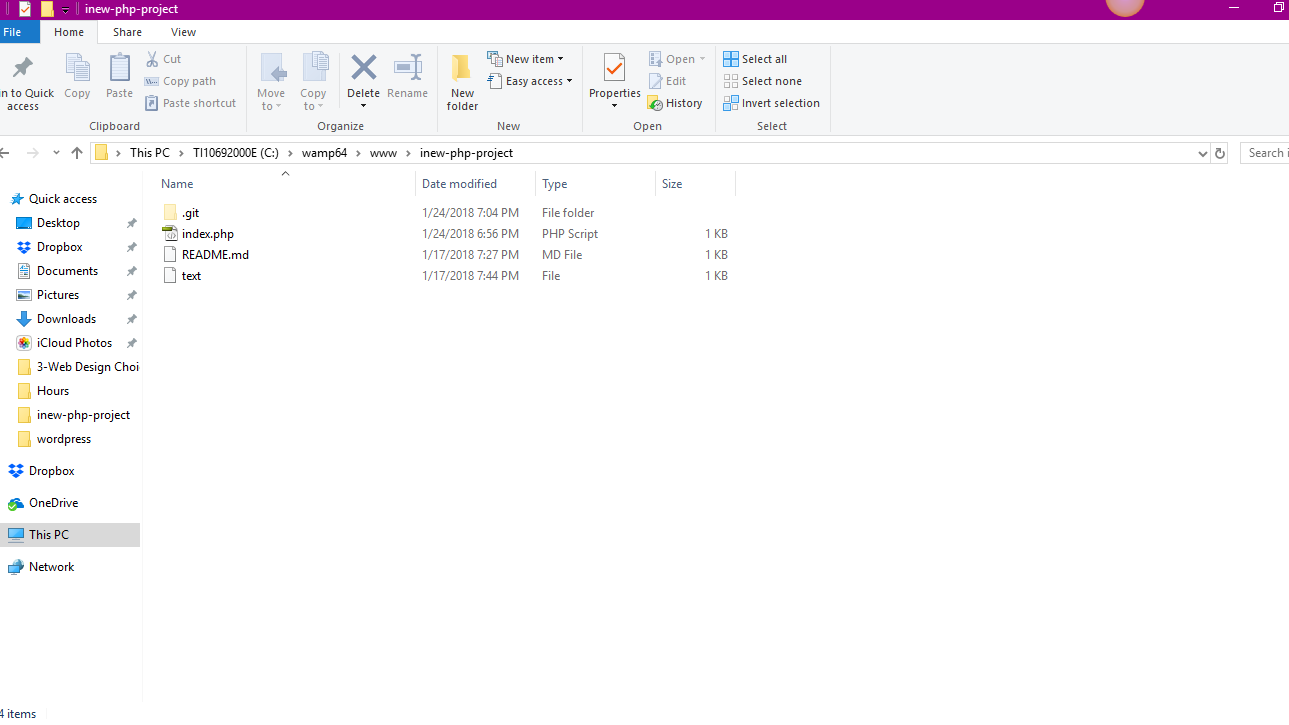 inew-php-project
File Home Share View
n to Quick access
Copy
Paste
Cut
Copy path
Paste shortcut
Clipboard
Move to
Copy to
Delete
Rename
Organize
New folder
New item
Easy access
New
Properties
Open
Edit
History
Open
Select all
Select none
Invert selection
Select
This PC TI10692000E (C:) wamp64 www inew-php-project
Search i
Name Date modified Type Size
.git 1/24/2018 7:04 PM File folder
index.php 1/24/2018 6:56 PM PHP Script 1 KB
README.md 1/17/2018 7:27 PM MD File 1 KB
text 1/17/2018 7:44 PM File 1 KB
Quick access
Desktop
Dropbox
Documents
Pictures
Downloads
iCloud Photos
3-Web Design Choi
Hours
inew-php-project
wordpress
Dropbox
OneDrive
This PC
Network
4 items